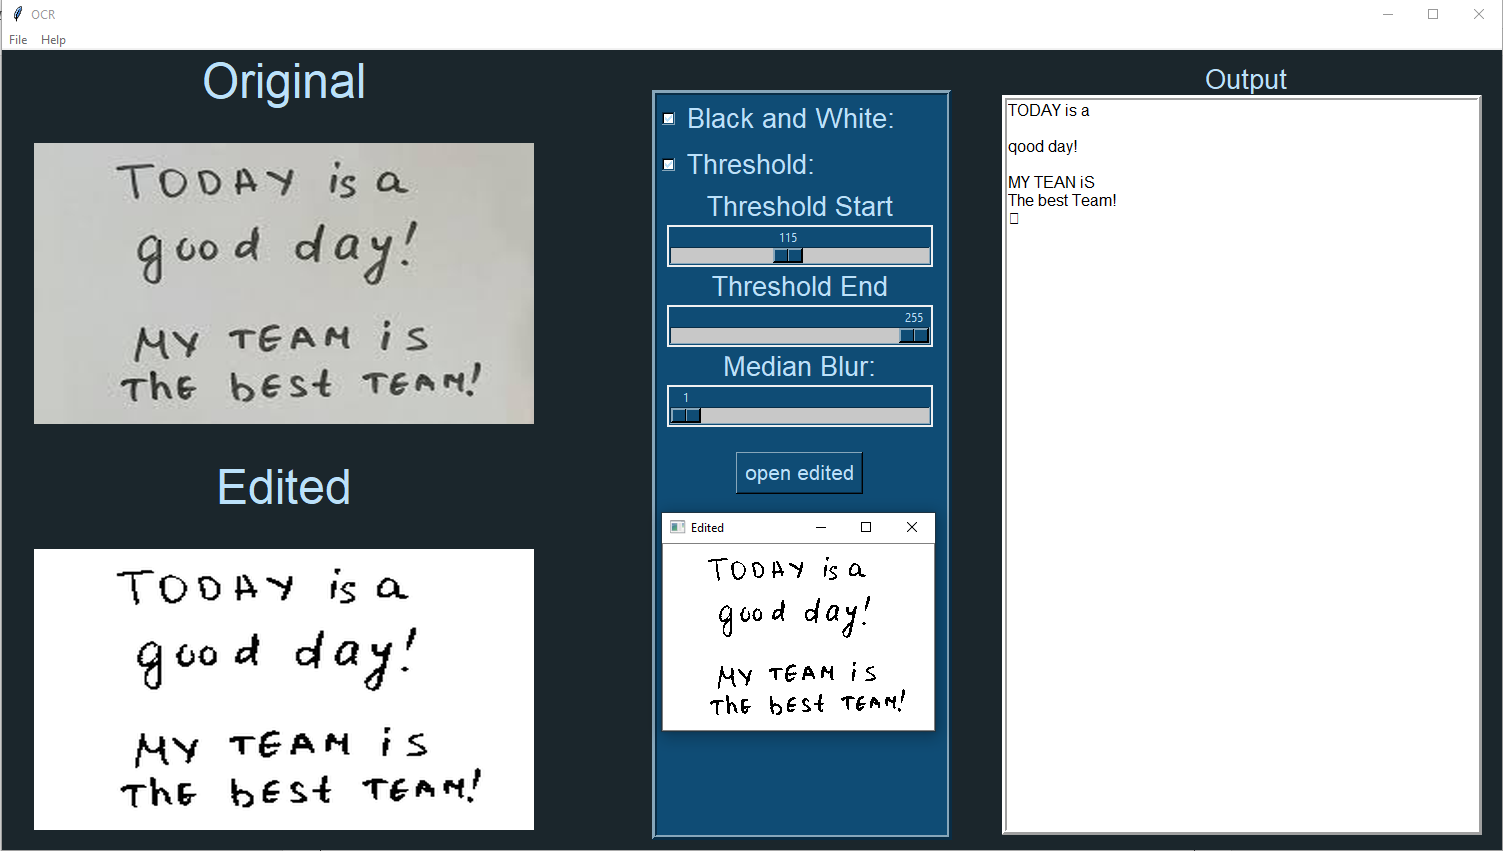 OCR
File Help
Original
TODAY is a
good day!
MY TEAM iS
ThE bEST TEAM!
Edited
TODAY is a
good day!
MY TEAM iS
ThE bEST TEAM!
Black and White:
Threshold:
Threshold Start
115
Threshold End
255
Median Blur:
1
open edited
Edited
TODAY is a
good day!
MY TEAM iS
ThE bEST TEAM!
Output
TODAY is a
qood day!
MY TEAN iS
The best Team!